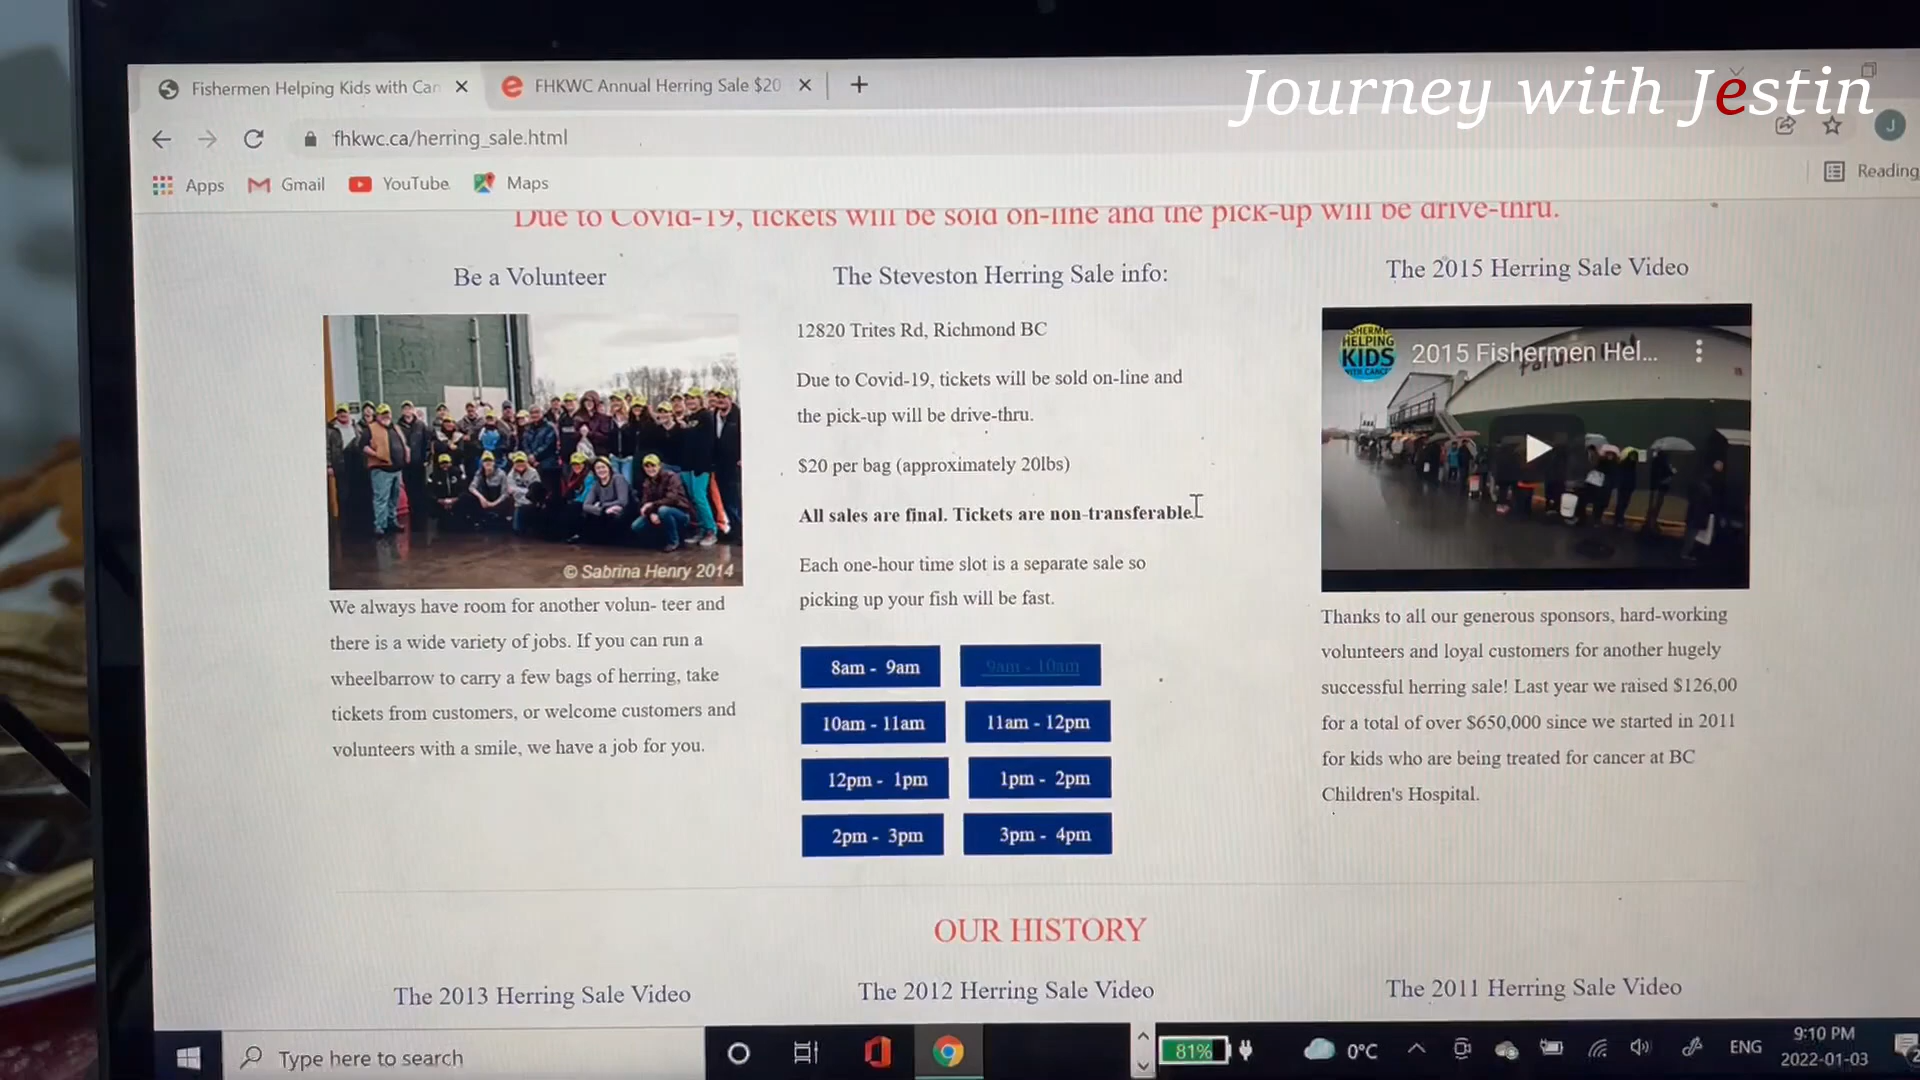 Journey with Jestin
Fishermen Helping Kids with Can
FHKWC Annual Herring Sale $20
fhkwc.ca/herring_sale.html
J
Apps
Gmail
YouTube
Maps
Reading
Due to Covid-19, tickets will be sold on-line and the pick-up will be drive-thru.
Be a Volunteer
© Sabrina Henry 2014
We always have room for another volun- teer and
there is a wide variety of jobs. If you can run a
wheelbarrow to carry a few bags of herring, take
tickets from customers, or welcome customers and
volunteers with a smile, we have a job for you.
The Steveston Herring Sale info:
12820 Trites Rd, Richmond BC
Due to Covid-19, tickets will be sold on-line and
the pick-up will be drive-thru.
$20 per bag (approximately 20lbs)
All sales are final. Tickets are non-transferable
Each one-hour time slot is a separate sale so
picking up your fish will be fast.
8am - 9am
9am - 10am
10am - 11am
11am - 12pm
12pm - 1pm
1pm - 2pm
2pm - 3pm
3pm - 4pm
The 2015 Herring Sale Video
HELPING
KIDS
2015 Fishermen Hel...
Thanks to all our generous sponsors, hard-working
volunteers and loyal customers for another hugely
successful herring sale! Last year we raised $126,00
for a total of over $650,000 since we started in 2011
for kids who are being treated for cancer at BC
Children's Hospital.
OUR HISTORY
The 2013 Herring Sale Video
The 2012 Herring Sale Video
The 2011 Herring Sale Video
Type here to search
81%
0°C
ENG
9:10 PM
2022-01-03